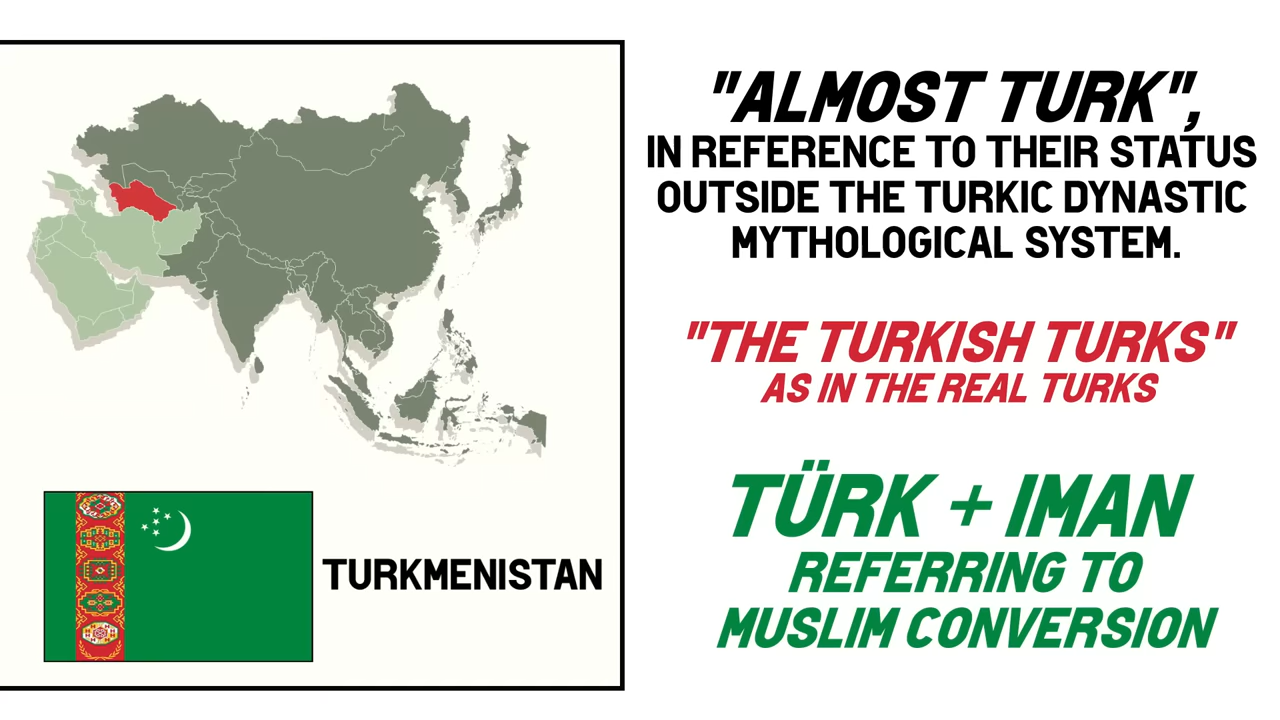 "ALMOST TURK",
IN REFERENCE TO THEIR STATUS
OUTSIDE THE TURKIC DYNASTIC
MYTHOLOGICAL SYSTEM.
"THE TURKISH TURKS"
AS IN THE REAL TURKS
TÜRK + IMAN
REFERRING TO
MUSLIM CONVERSION
TURKMENISTAN